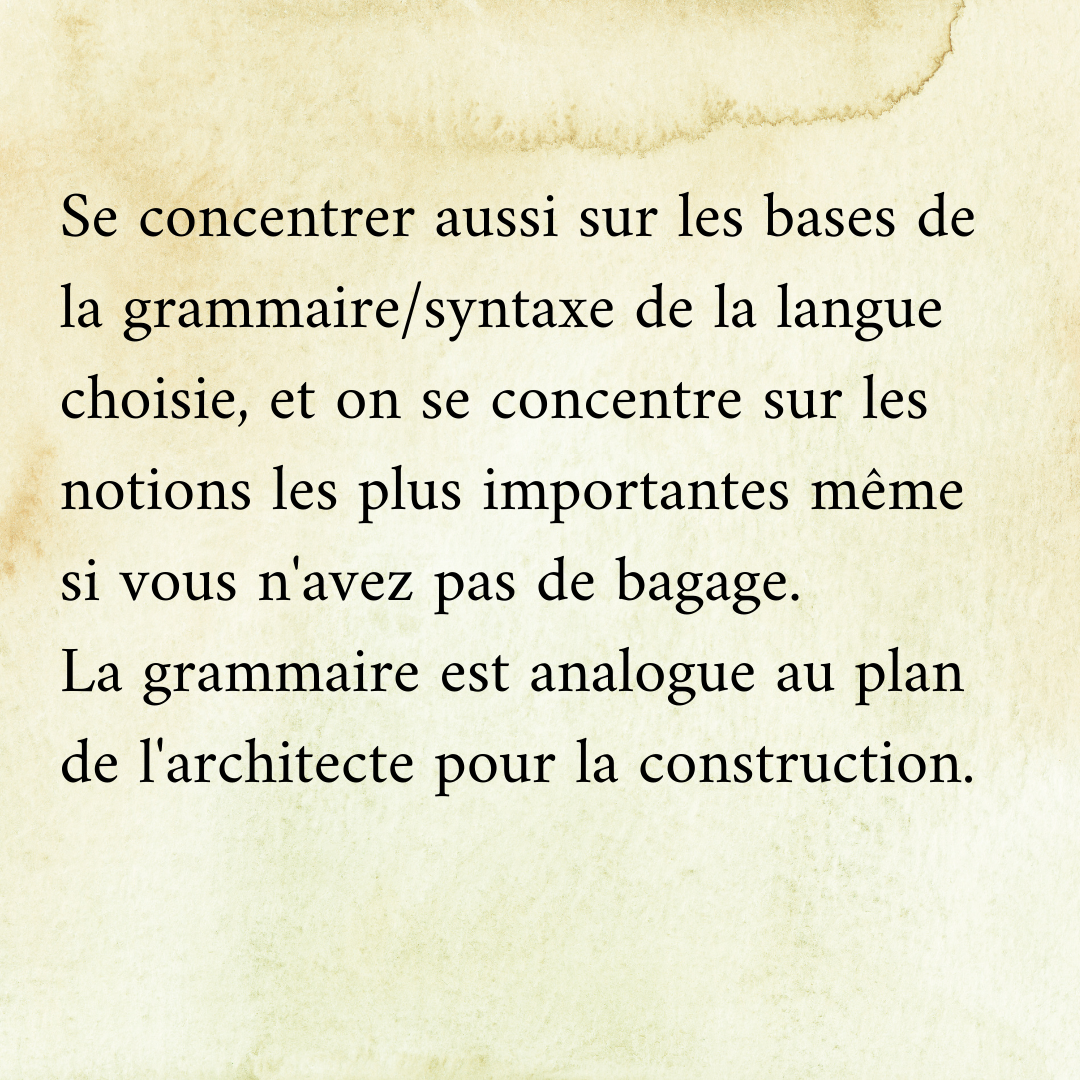 Se concentrer aussi sur les bases de
la grammaire/syntaxe de la langue
choisie, et on se concentre sur les
notions les plus importantes même
si vous n'avez pas de bagage.
La grammaire est analogue au plan
de l'architecte pour la construction.